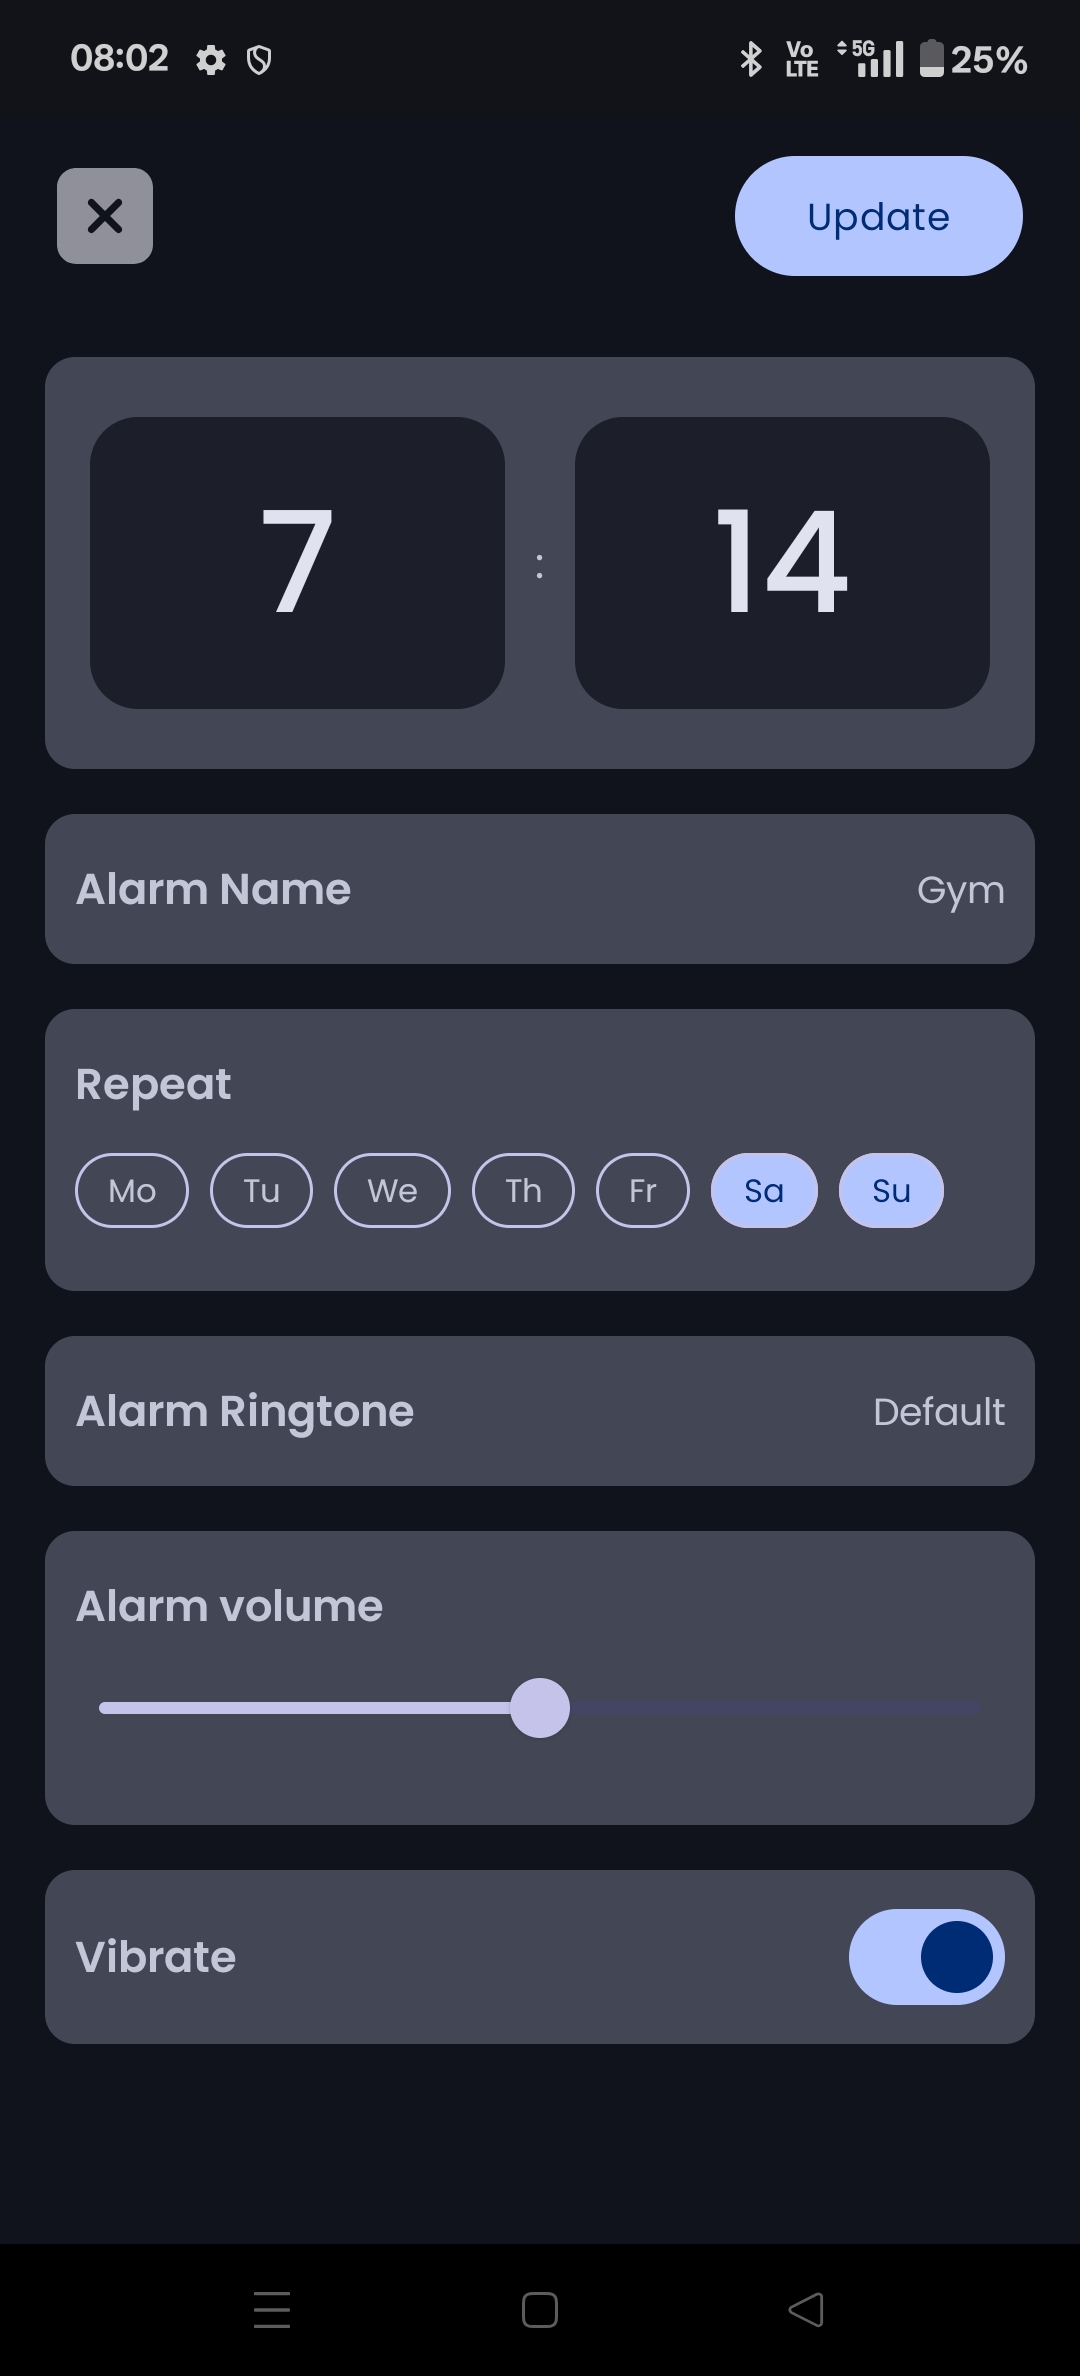 08:02 Vo LTE 5G 25%
Update
7 : 14
Alarm Name Gym
Repeat
Mo Tu We Th Fr Sa Su
Alarm Ringtone Default
Alarm volume
Vibrate